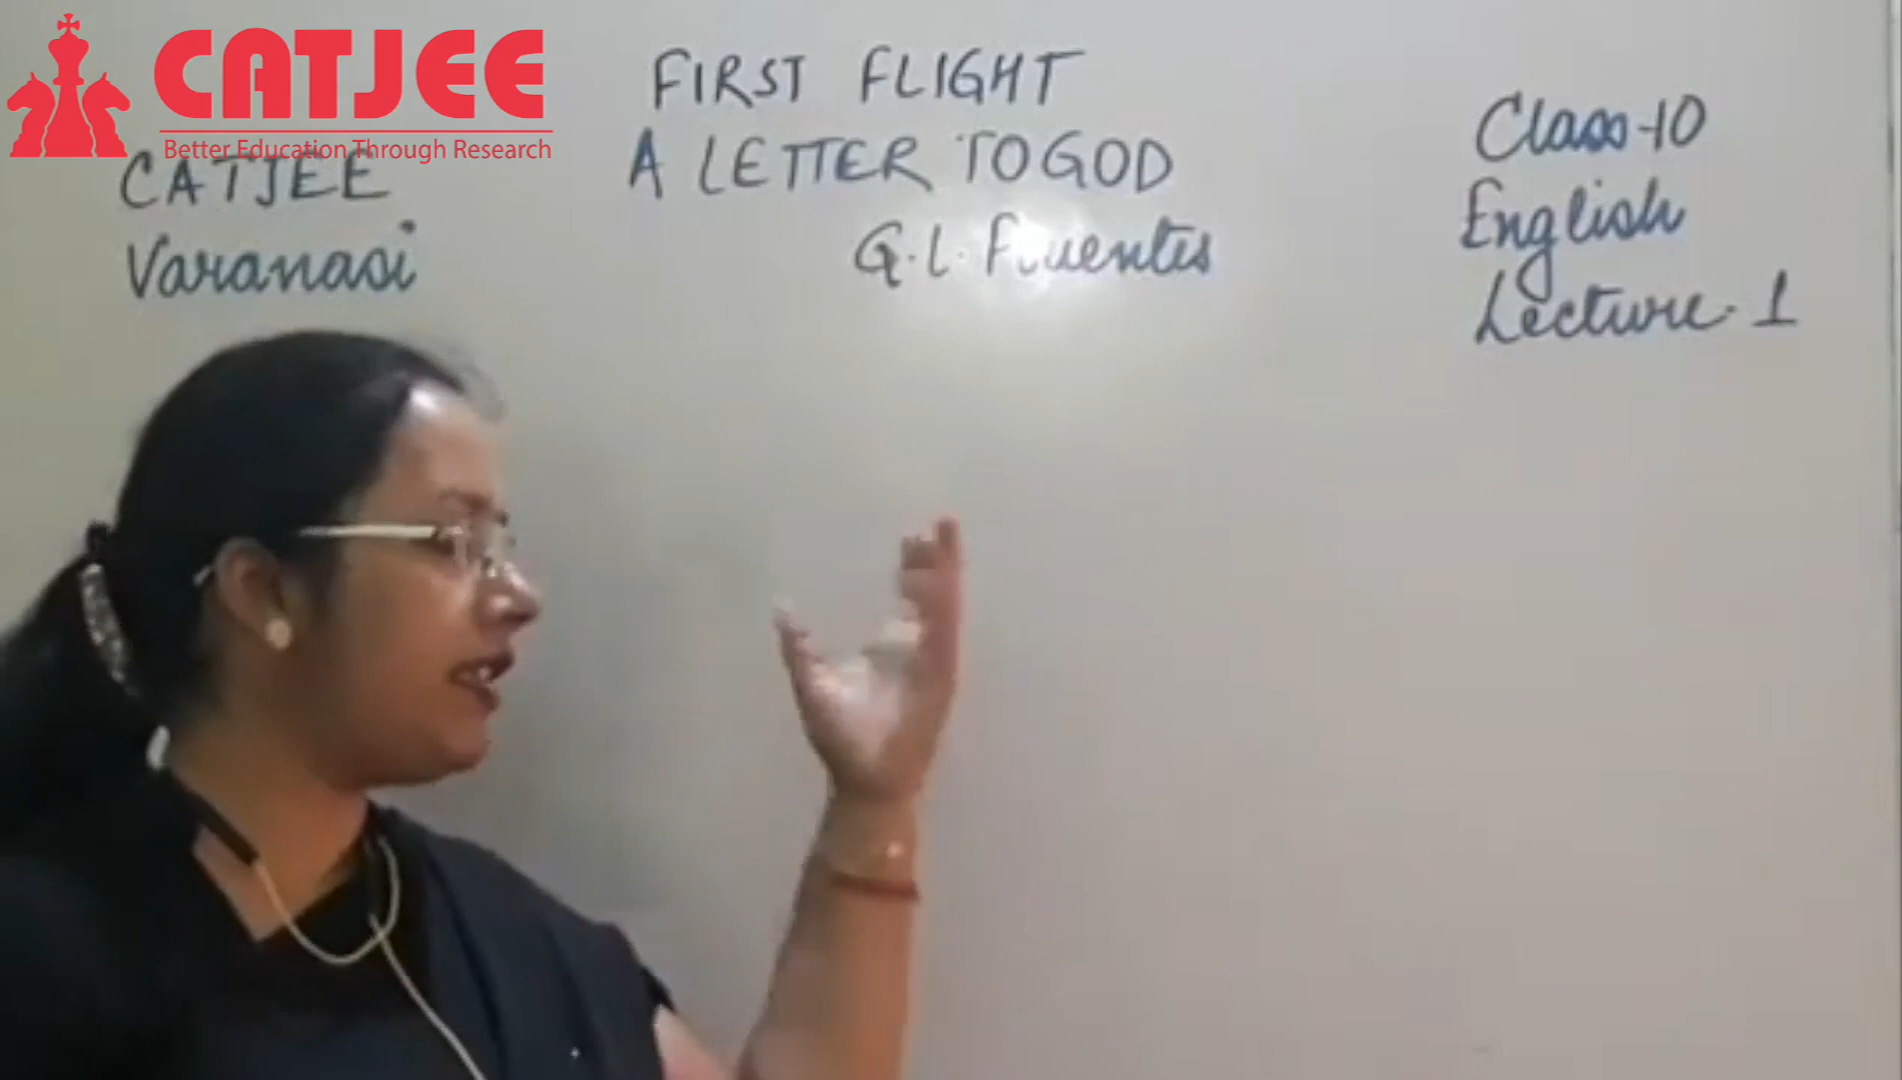 CATJEE
Better Education Through Research
CATJEE
Varanasi
FIRST FLIGHT
A LETTER TO GOD
G.L. Fuentes
Class-10
English
Lecture-1